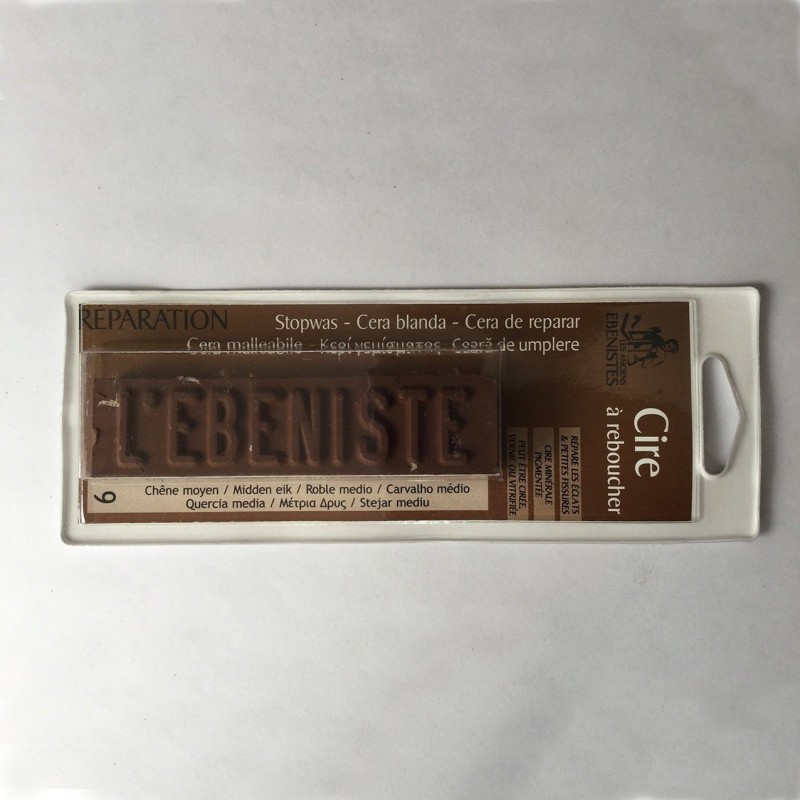 REPARATION
Stopwas - Cera blanda - Cera de reparar
Cera malleabile - Κερί γεμίσματος Ceară de umplere
L'EBENISTE
9
Chêne moyen / Midden eik / Roble medio / Carvalho médio
Quercia media / Μέτρια Δρυς / Stejar mediu
LES ANCIENS
EBENISTES
Cire
à reboucher
RÉPARE LES ÉCLATS
& PETITES FISSURES
CIRE MINÉRALE
PIGMENTÉE
PEUT ÊTRE CIRÉE,
VERNIE OU VITRIFIÉE